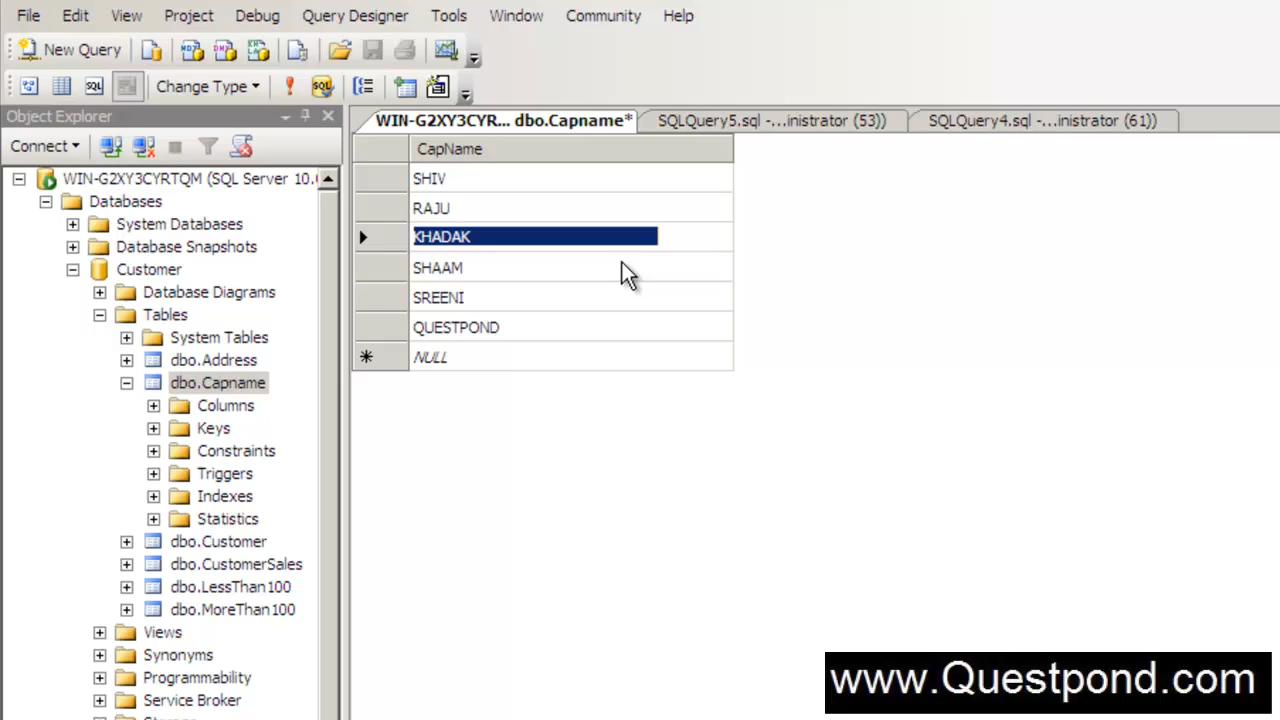 File Edit View Project Debug Query Designer Tools Window Community Help
New Query
Change Type
Object Explorer
Connect
WIN-G2XY3CYRTQM (SQL Server 10.
Databases
System Databases
Database Snapshots
Customer
Database Diagrams
Tables
System Tables
dbo.Address
dbo.Capname
Columns
Keys
Constraints
Triggers
Indexes
Statistics
dbo.Customer
dbo.CustomerSales
dbo.LessThan100
dbo.MoreThan100
Views
Synonyms
Programmability
Service Broker
WIN-G2XY3CYR... dbo.Capname* SQLQuery5.sql -...inistrator (53)) SQLQuery4.sql -...inistrator (61))
CapName
SHIV
RAJU
KHADAK
SHAAM
SREENI
QUESTPOND
NULL
www.Questpond.com